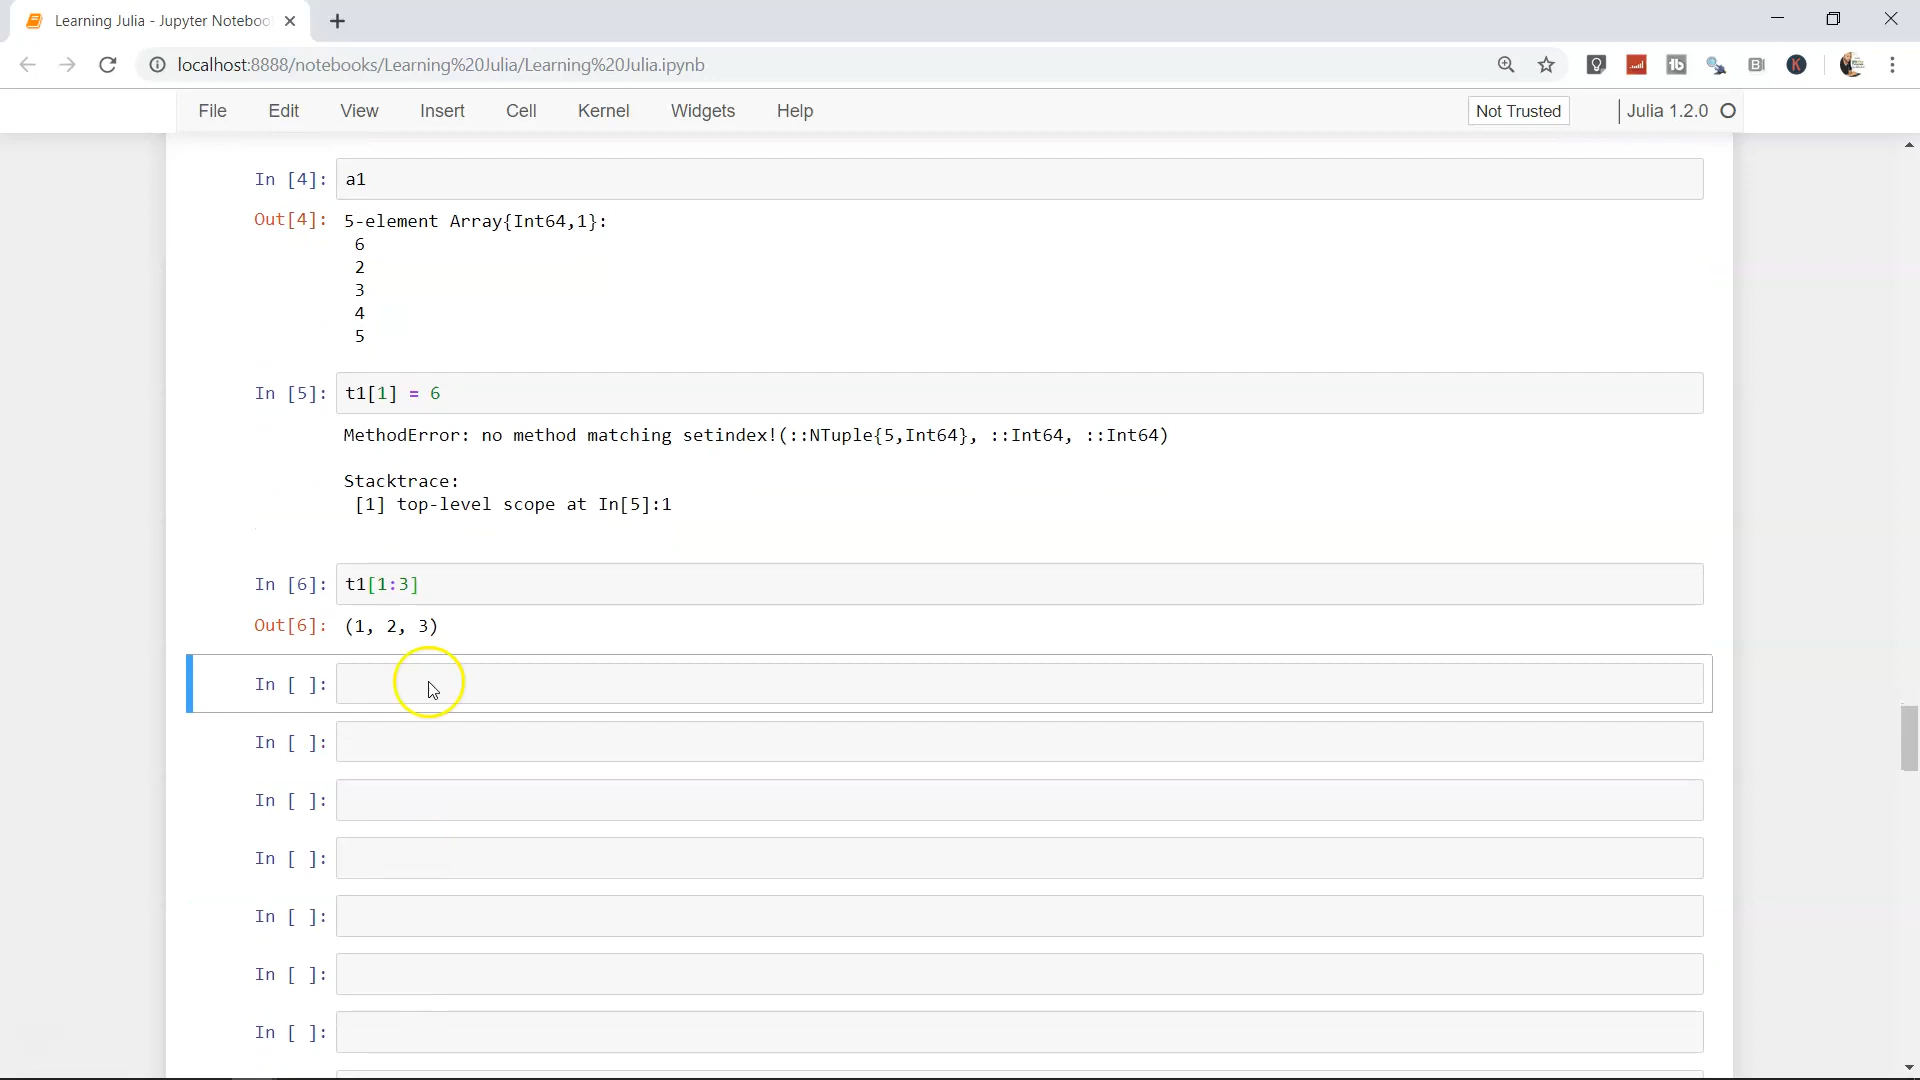 Learning Julia - Jupyter Noteboo
localhost:8888/notebooks/Learning%20Julia/Learning%20Julia.ipynb
File Edit View Insert Cell Kernel Widgets Help Not Trusted Julia 1.2.0
In [4]: a1
Out[4]: 5-element Array{Int64,1}:
6
2
3
4
5
In [5]: t1[1] = 6
MethodError: no method matching setindex!(::NTuple{5,Int64}, ::Int64, ::Int64)
Stacktrace:
[1] top-level scope at In[5]:1
In [6]: t1[1:3]
Out[6]: (1, 2, 3)
In [ ]:
In [ ]:
In [ ]:
In [ ]:
In [ ]:
In [ ]:
In [ ]: